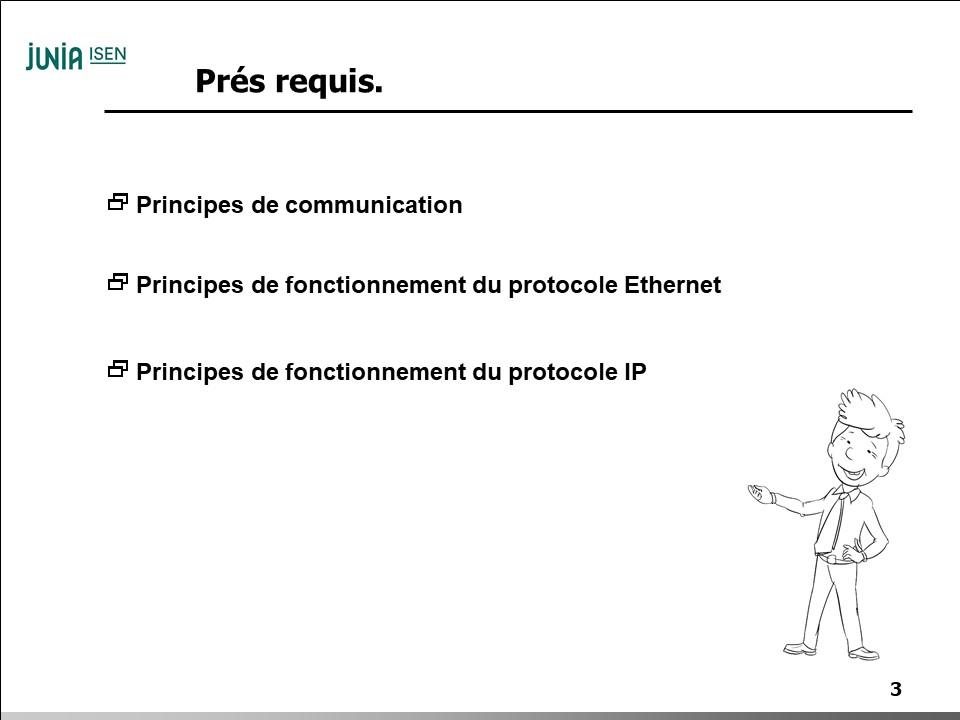 JUNIA ISEN
Prés requis.
Principes de communication
Principes de fonctionnement du protocole Ethernet
Principes de fonctionnement du protocole IP
3